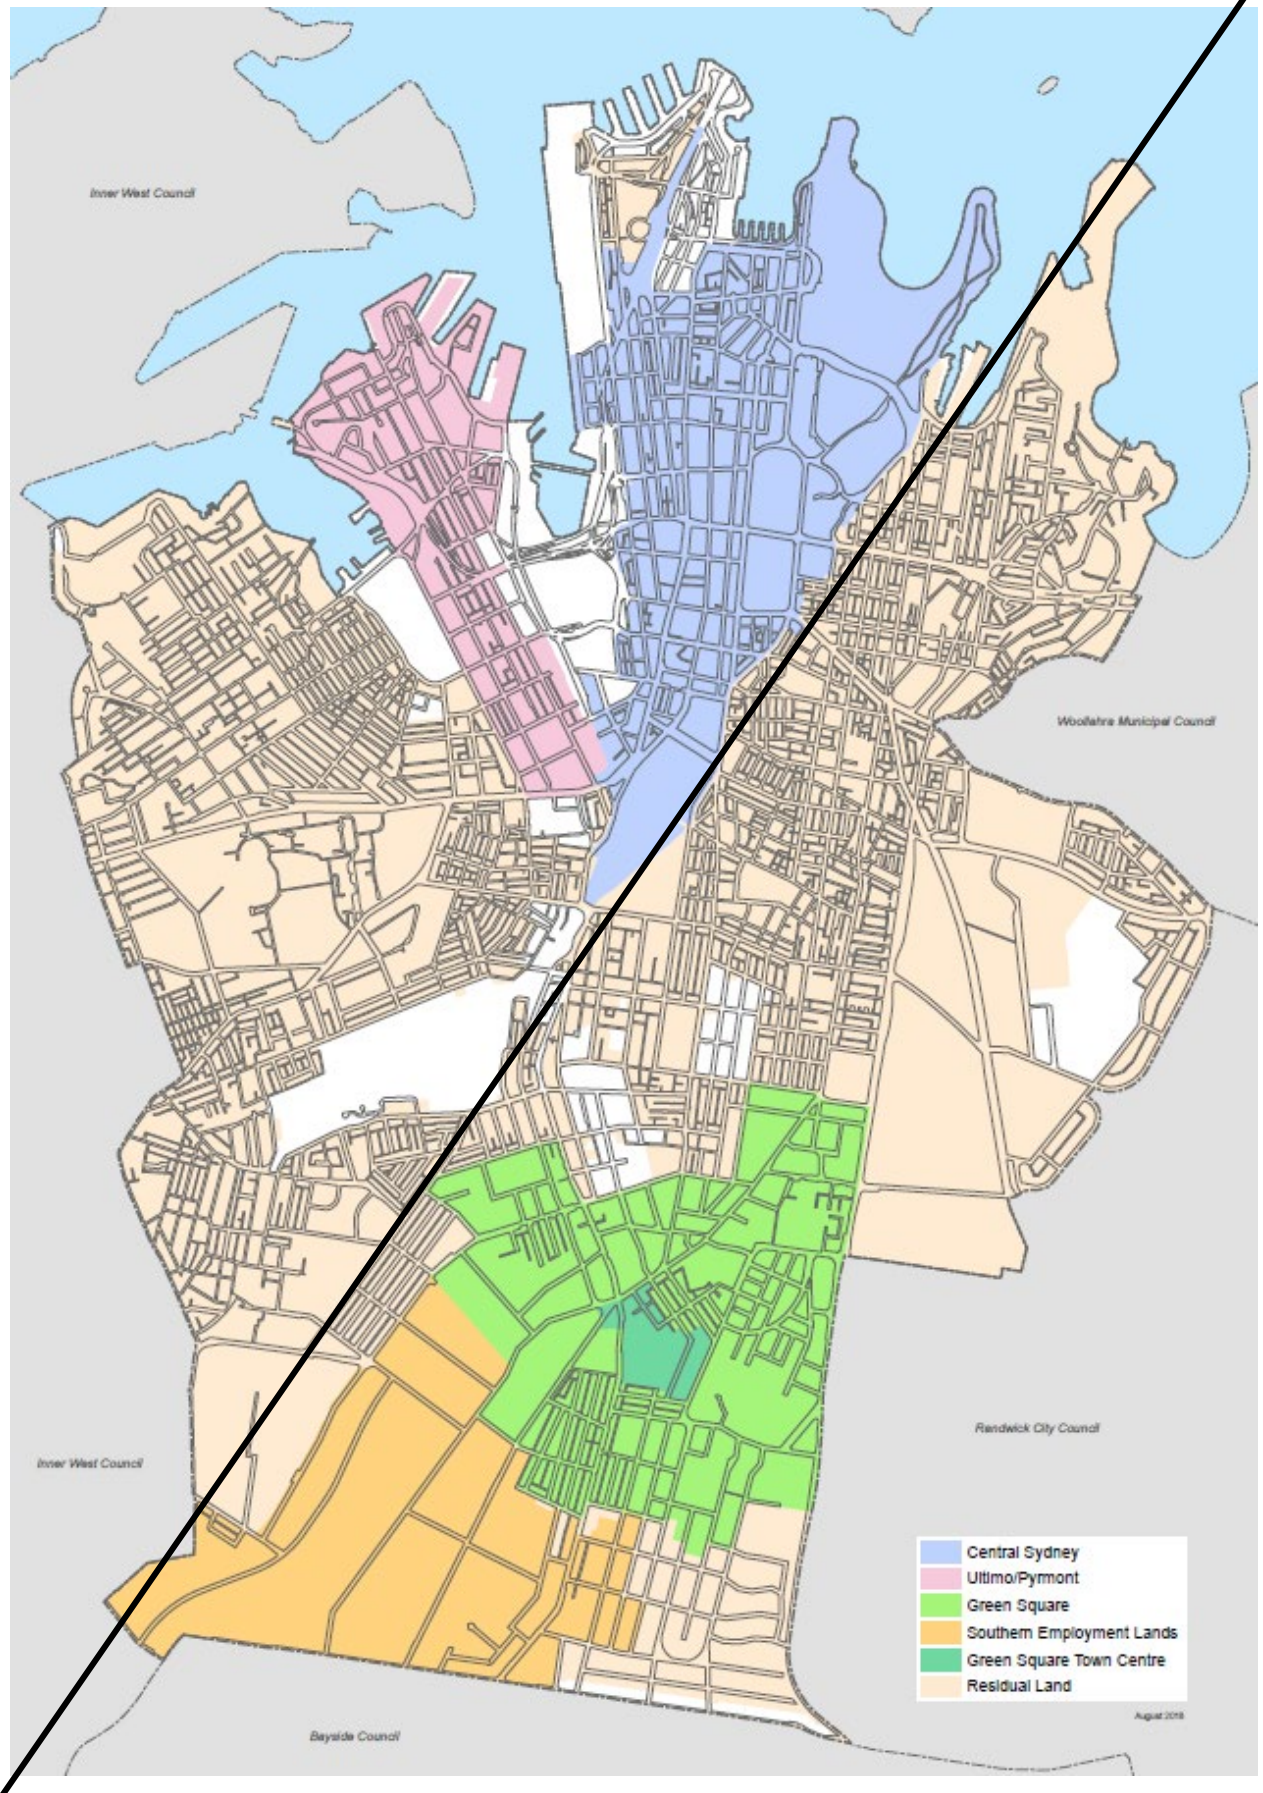 Inner West Council
Woollahra Municipal Council
Randwick City Council
Inner West Council
Central Sydney
Ultimo/Pyrmont
Green Square
Southern Employment Lands
Green Square Town Centre
Residual Land
Bayside Council